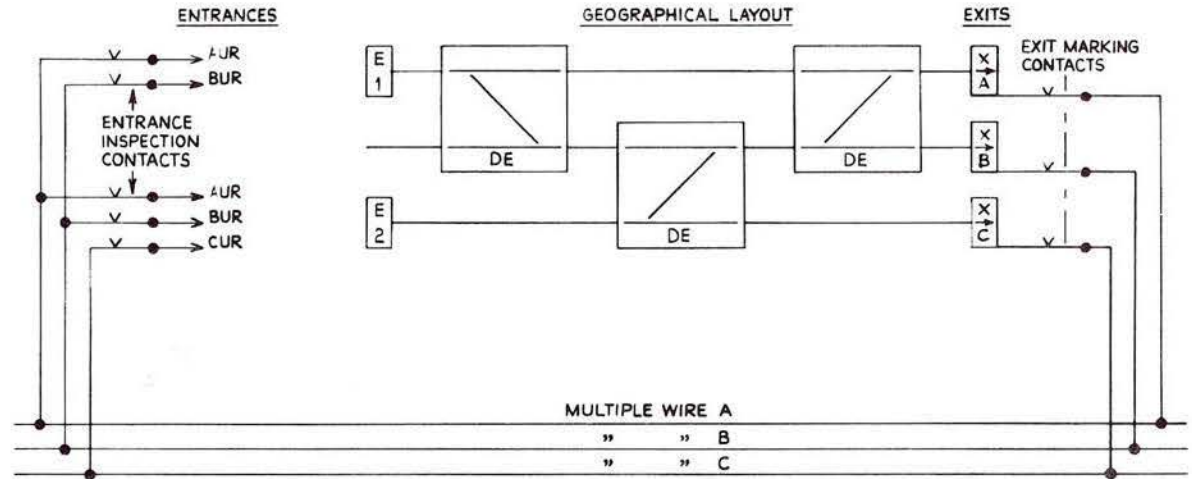 ENTRANCES
GEOGRAPHICAL LAYOUT
EXITS
AUR
BUR
ENTRANCE
INSPECTION
CONTACTS
AUR
BUR
CUR
E
1
E
2
DE
DE
DE
X
A
X
B
X
C
EXIT MARKING
CONTACTS
MULTIPLE WIRE A
" " B
" " C